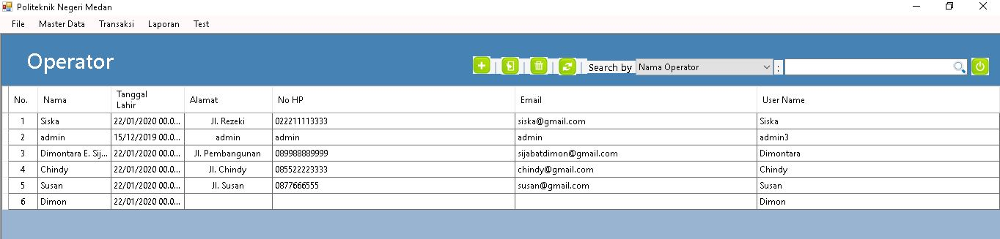 Politeknik Negeri Medan
File Master Data Transaksi Laporan Test
Operator
Search by Nama Operator :
No. Nama Tanggal Lahir Alamat No HP Email User Name
1 Siska 22/01/2020 00.0... Jl. Rezeki 022211113333 siska@gmail.com Siska
2 admin 15/12/2019 00.0... admin admin admin admin3
3 Dimontara E. Sij... 22/01/2020 00.0... Jl. Pembangunan 089988889999 sijabatdimon@gmail.com Dimontara
4 Chindy 22/01/2020 00.0... Jl. Chindy 085522223333 chindy@gmail.com Chindy
5 Susan 22/01/2020 00.0... Jl. Susan 0877666555 susan@gmail.com Susan
6 Dimon 22/01/2020 00.0... Dimon